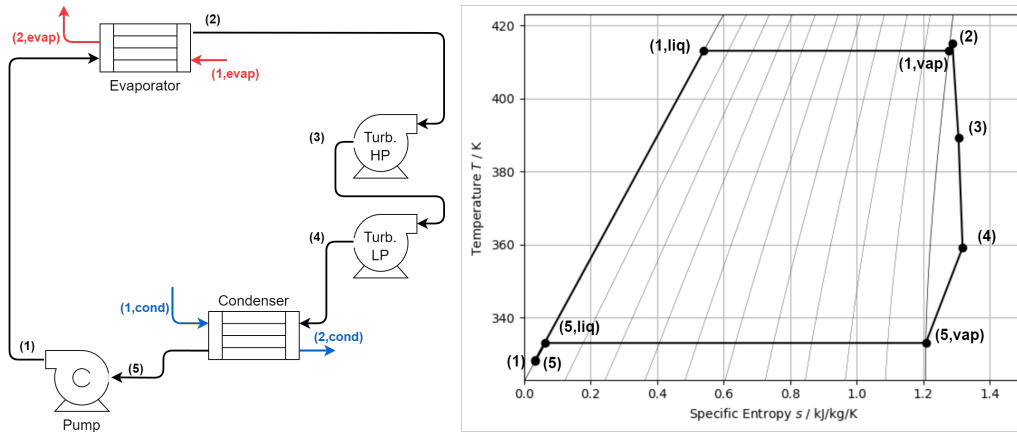 (2,evap)
(2)
(1,evap)
Evaporator
(3)
Turb.
HP
(4)
Turb.
LP
Condenser
(1,cond)
(2,cond)
(1)
(5)
C
Pump
420
400
380
360
340
Temperature T / K
(1,liq)
(2)
(1,vap)
(3)
(4)
(5,liq)
(5,vap)
(1)
(5)
0.0
0.2
0.4
0.6
0.8
1.0
1.2
1.4
Specific Entropy s / kJ/kg/K